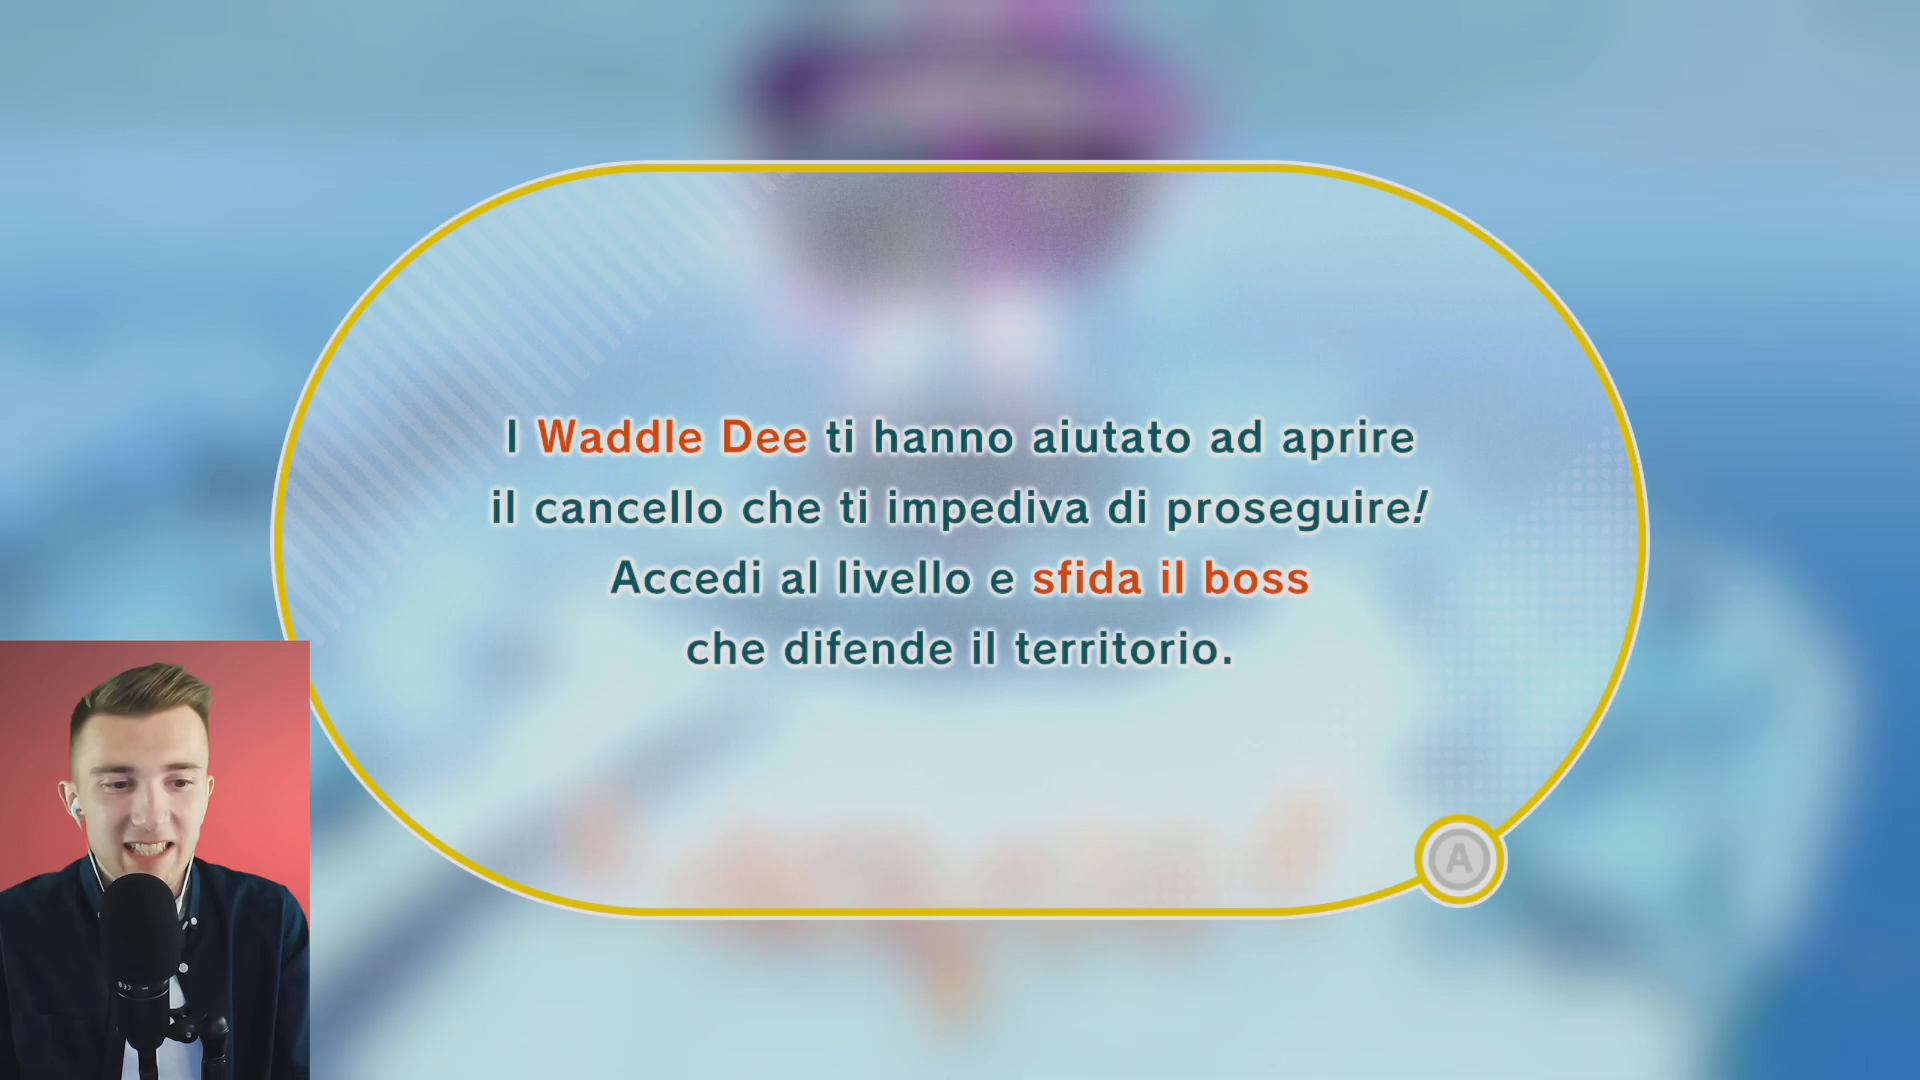 I Waddle Dee ti hanno aiutato ad aprire
il cancello che ti impediva di proseguire!
Accedi al livello e sfida il boss
che difende il territorio.
A